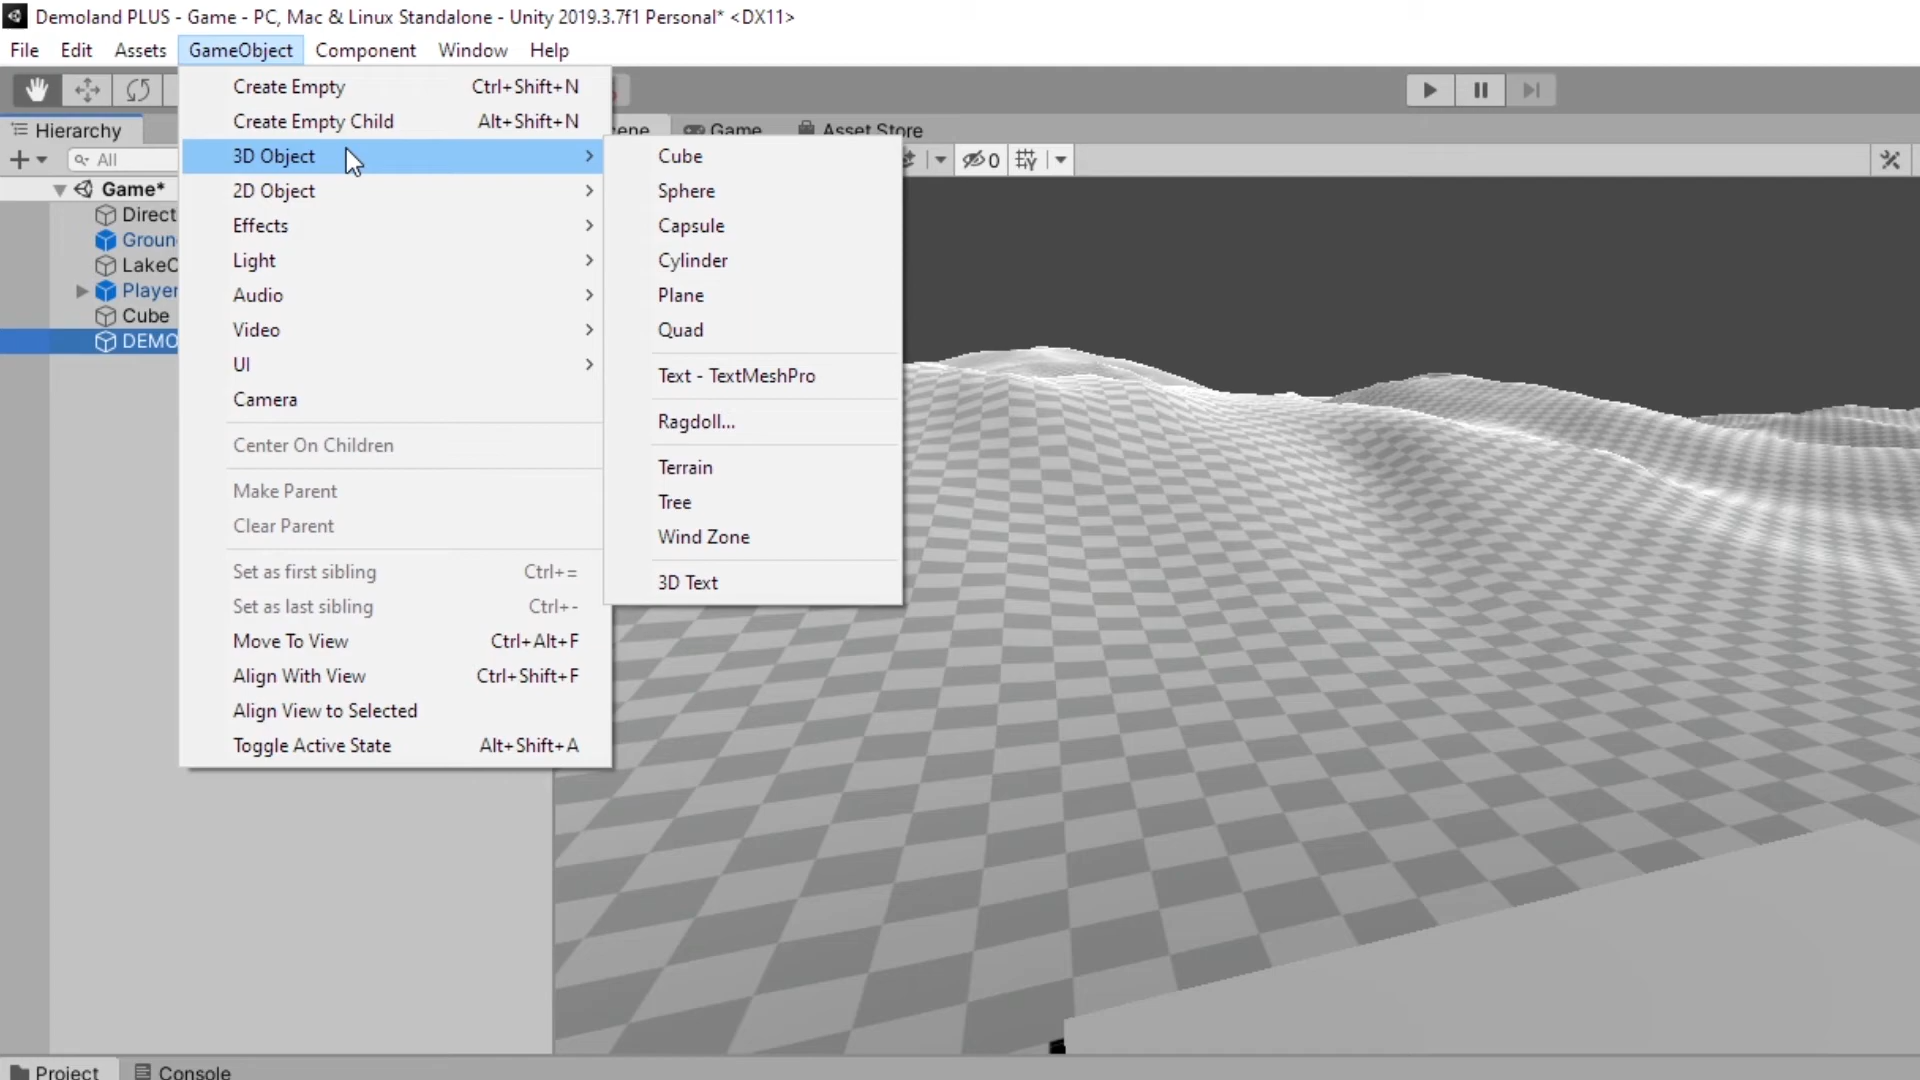 Demoland PLUS - Game - PC, Mac & Linux Standalone - Unity 2019.3.7f1 Personal* <DX11>
File Edit Assets GameObject Component Window Help
Hierarchy
All
Game*
Direct
Groun
LakeC
Player
Cube
DEMO
Create Empty Ctrl+Shift+N
Create Empty Child Alt+Shift+N
3D Object
2D Object
Effects
Light
Audio
Video
UI
Camera
Center On Children
Make Parent
Clear Parent
Set as first sibling Ctrl+=
Set as last sibling Ctrl+-
Move To View Ctrl+Alt+F
Align With View Ctrl+Shift+F
Align View to Selected
Toggle Active State Alt+Shift+A
Game Asset Store
0
Cube
Sphere
Capsule
Cylinder
Plane
Quad
Text - TextMeshPro
Ragdoll...
Terrain
Tree
Wind Zone
3D Text
Project Console